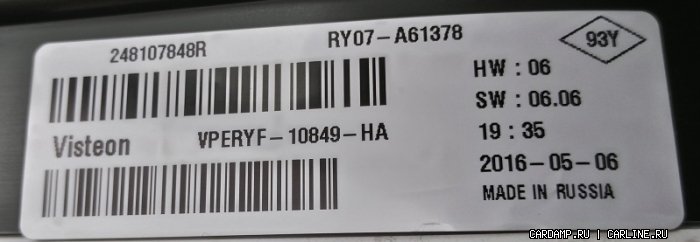 248107848R
RY07-A61378
93Y
HW : 06
SW : 06.06
Visteon
VPERYF-10849-HA
19 : 35
2016-05-06
MADE IN RUSSIA
CARDAMP.RU | CARLINE.RU